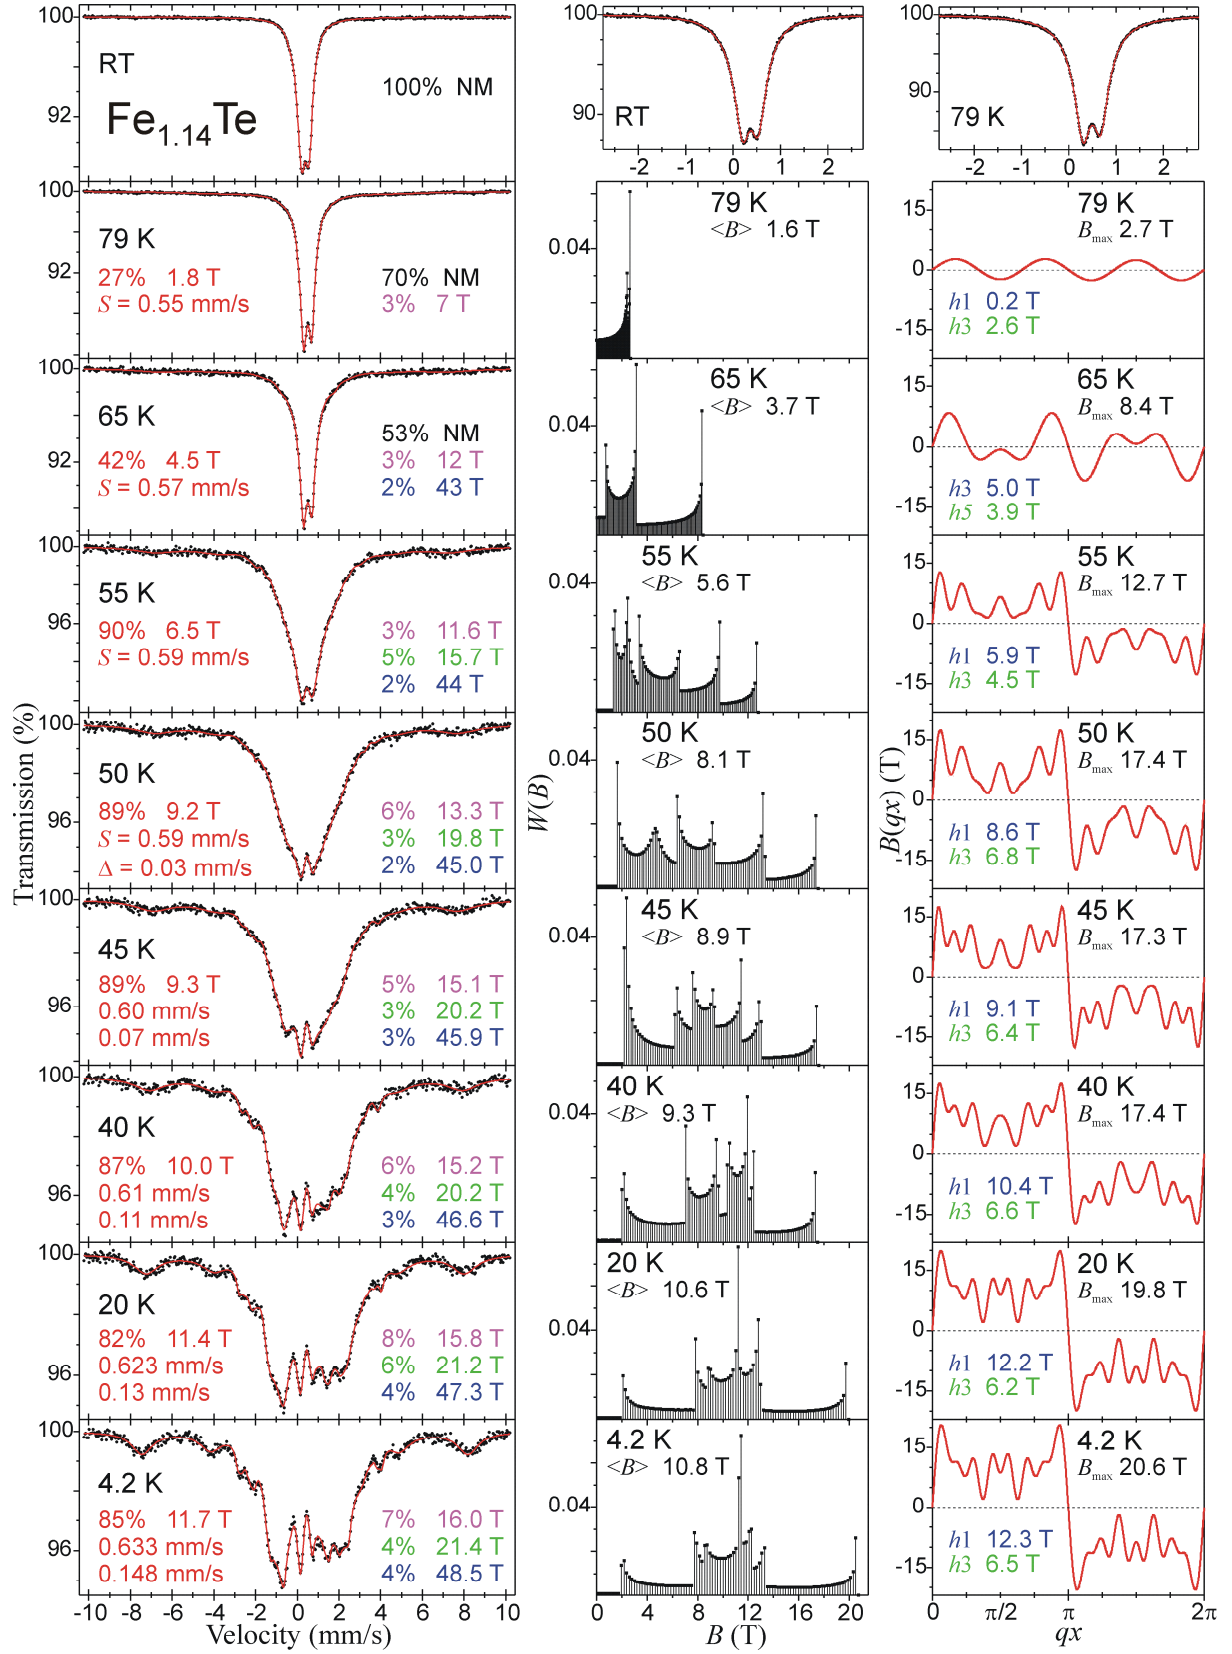 100
92
RT
Fe1.14Te
100% NM
100
92
79 K
27% 1.8 T
S = 0.55 mm/s
70% NM
3% 7 T
100
92
65 K
42% 4.5 T
S = 0.57 mm/s
53% NM
3% 12 T
2% 43 T
100
96
55 K
90% 6.5 T
S = 0.59 mm/s
3% 11.6 T
5% 15.7 T
2% 44 T
100
96
50 K
89% 9.2 T
S = 0.59 mm/s
Δ = 0.03 mm/s
6% 13.3 T
3% 19.8 T
2% 45.0 T
100
96
45 K
89% 9.3 T
0.60 mm/s
0.07 mm/s
5% 15.1 T
3% 20.2 T
3% 45.9 T
100
96
40 K
87% 10.0 T
0.61 mm/s
0.11 mm/s
6% 15.2 T
4% 20.2 T
3% 46.6 T
100
96
20 K
82% 11.4 T
0.623 mm/s
0.13 mm/s
8% 15.8 T
6% 21.2 T
4% 47.3 T
100
96
4.2 K
85% 11.7 T
0.633 mm/s
0.148 mm/s
7% 16.0 T
4% 21.4 T
4% 48.5 T
-10 -8 -6 -4 -2 0 2 4 6 8 10
Velocity (mm/s)
Transmission (%)
100
90
RT
-2 -1 0 1 2
79 K
<B> 1.6 T
0.04
65 K
<B> 3.7 T
0.04
55 K
<B> 5.6 T
0.04
50 K
<B> 8.1 T
0.04
45 K
<B> 8.9 T
0.04
40 K
<B> 9.3 T
0.04
20 K
<B> 10.6 T
0.04
4.2 K
<B> 10.8 T
0.04
0 4 8 12 16 20
B (T)
W(B)
100
90
79 K
-2 -1 0 1 2
15
0
-15
79 K
Bmax 2.7 T
h1 0.2 T
h3 2.6 T
15
0
-15
65 K
Bmax 8.4 T
h3 5.0 T
h5 3.9 T
15
0
-15
55 K
Bmax 12.7 T
h1 5.9 T
h3 4.5 T
15
0
-15
50 K
Bmax 17.4 T
h1 8.6 T
h3 6.8 T
15
0
-15
45 K
Bmax 17.3 T
h1 9.1 T
h3 6.4 T
15
0
-15
40 K
Bmax 17.4 T
h1 10.4 T
h3 6.6 T
15
0
-15
20 K
Bmax 19.8 T
h1 12.2 T
h3 6.2 T
15
0
-15
4.2 K
Bmax 20.6 T
h1 12.3 T
h3 6.5 T
0 π/2 π 2π
qx
B(qx) (T)